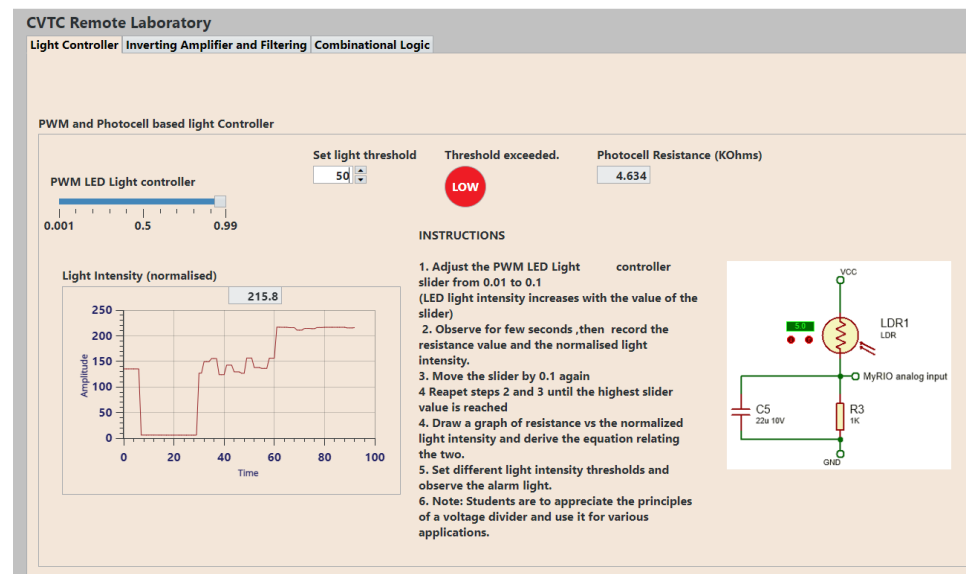 CVTC Remote Laboratory
Light Controller Inverting Amplifier and Filtering Combinational Logic
PWM and Photocell based light Controller
Set light threshold
50
Threshold exceeded.
LOW
Photocell Resistance (KOhms)
4.634
PWM LED Light controller
0.001 0.5 0.99
Light Intensity (normalised)
215.8
250
200
150
100
50
0
Amplitude
0 20 40 60 80 100
Time
INSTRUCTIONS
1. Adjust the PWM LED Light controller
slider from 0.01 to 0.1
(LED light intensity increases with the value of the
slider)
2. Observe for few seconds ,then record the
resistance value and the normalised light
intensity.
3. Move the slider by 0.1 again
4 Reapet steps 2 and 3 until the highest slider
value is reached
4. Draw a graph of resistance vs the normalized
light intensity and derive the equation relating
the two.
5. Set different light intensity thresholds and
observe the alarm light.
6. Note: Students are to appreciate the principles
of a voltage divider and use it for various
applications.
VCC
5.0
LDR1
LDR
MyRIO analog input
C5
22u 10V
R3
1K
GND